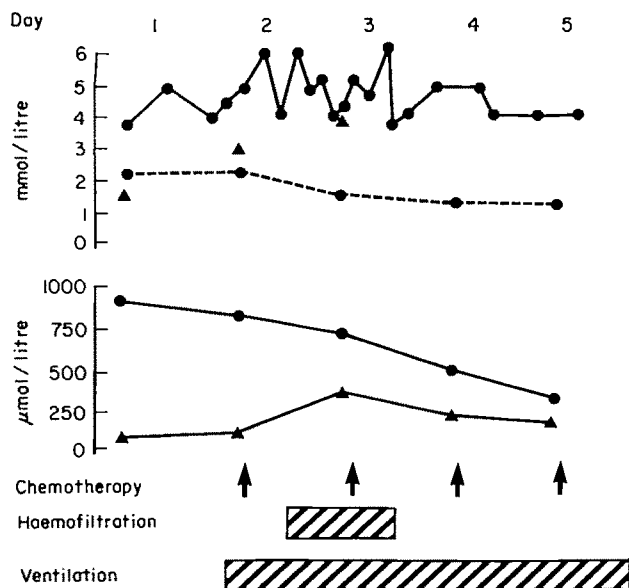 Day 1 2 3 4 5
6
5
4
3
2
1
0
mmol/litre
1000
750
500
250
0
μmol/litre
Chemotherapy
Haemofiltration
Ventilation